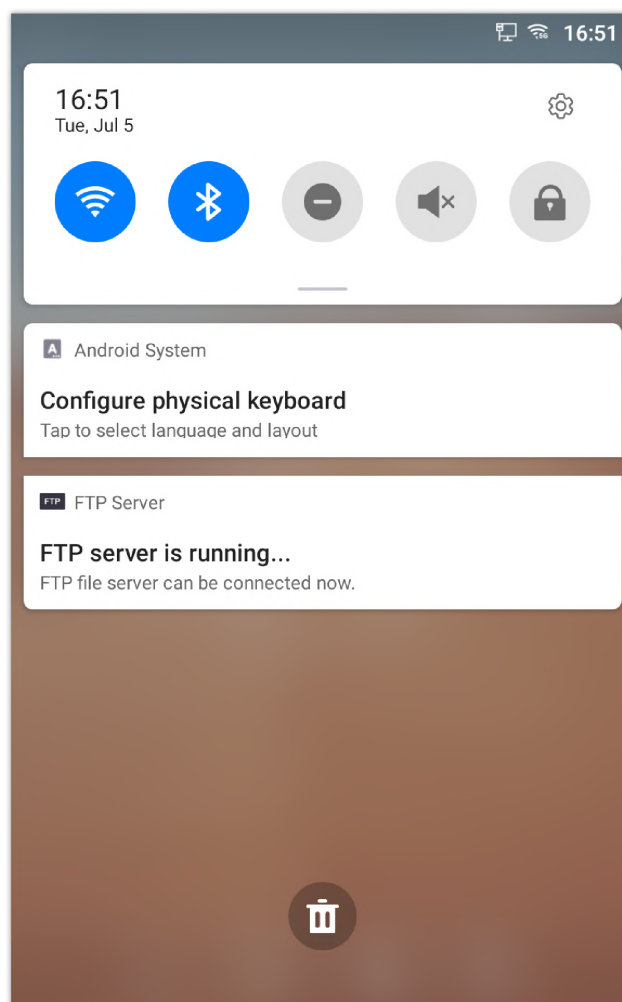 16:51
16:51
Tue, Jul 5
Android System
Configure physical keyboard
Tap to select language and layout
FTP FTP Server
FTP server is running...
FTP file server can be connected now.